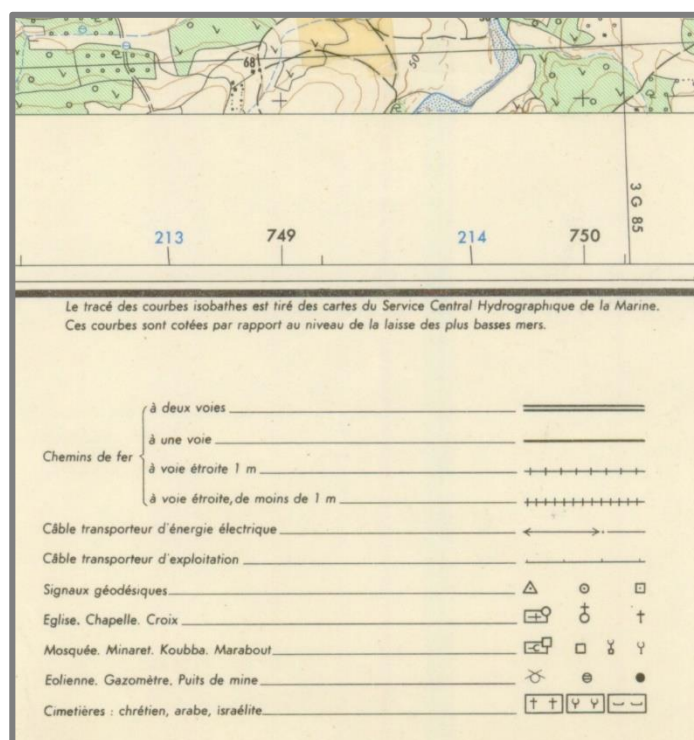 68
50
3 G 85
213 749 214 750
Le tracé des courbes isobathes est tiré des cartes du Service Central Hydrographique de la Marine.
Ces courbes sont cotées par rapport au niveau de la laisse des plus basses mers.
Chemins de fer
à deux voies
à une voie
à voie étroite 1 m
à voie étroite, de moins de 1 m
Câble transporteur d'énergie électrique
Câble transporteur d'exploitation
Signaux géodésiques
Eglise. Chapelle. Croix
Mosquée. Minaret. Koubba. Marabout
Eolienne. Gazomètre. Puits de mine
Cimetières : chrétien, arabe, israélite